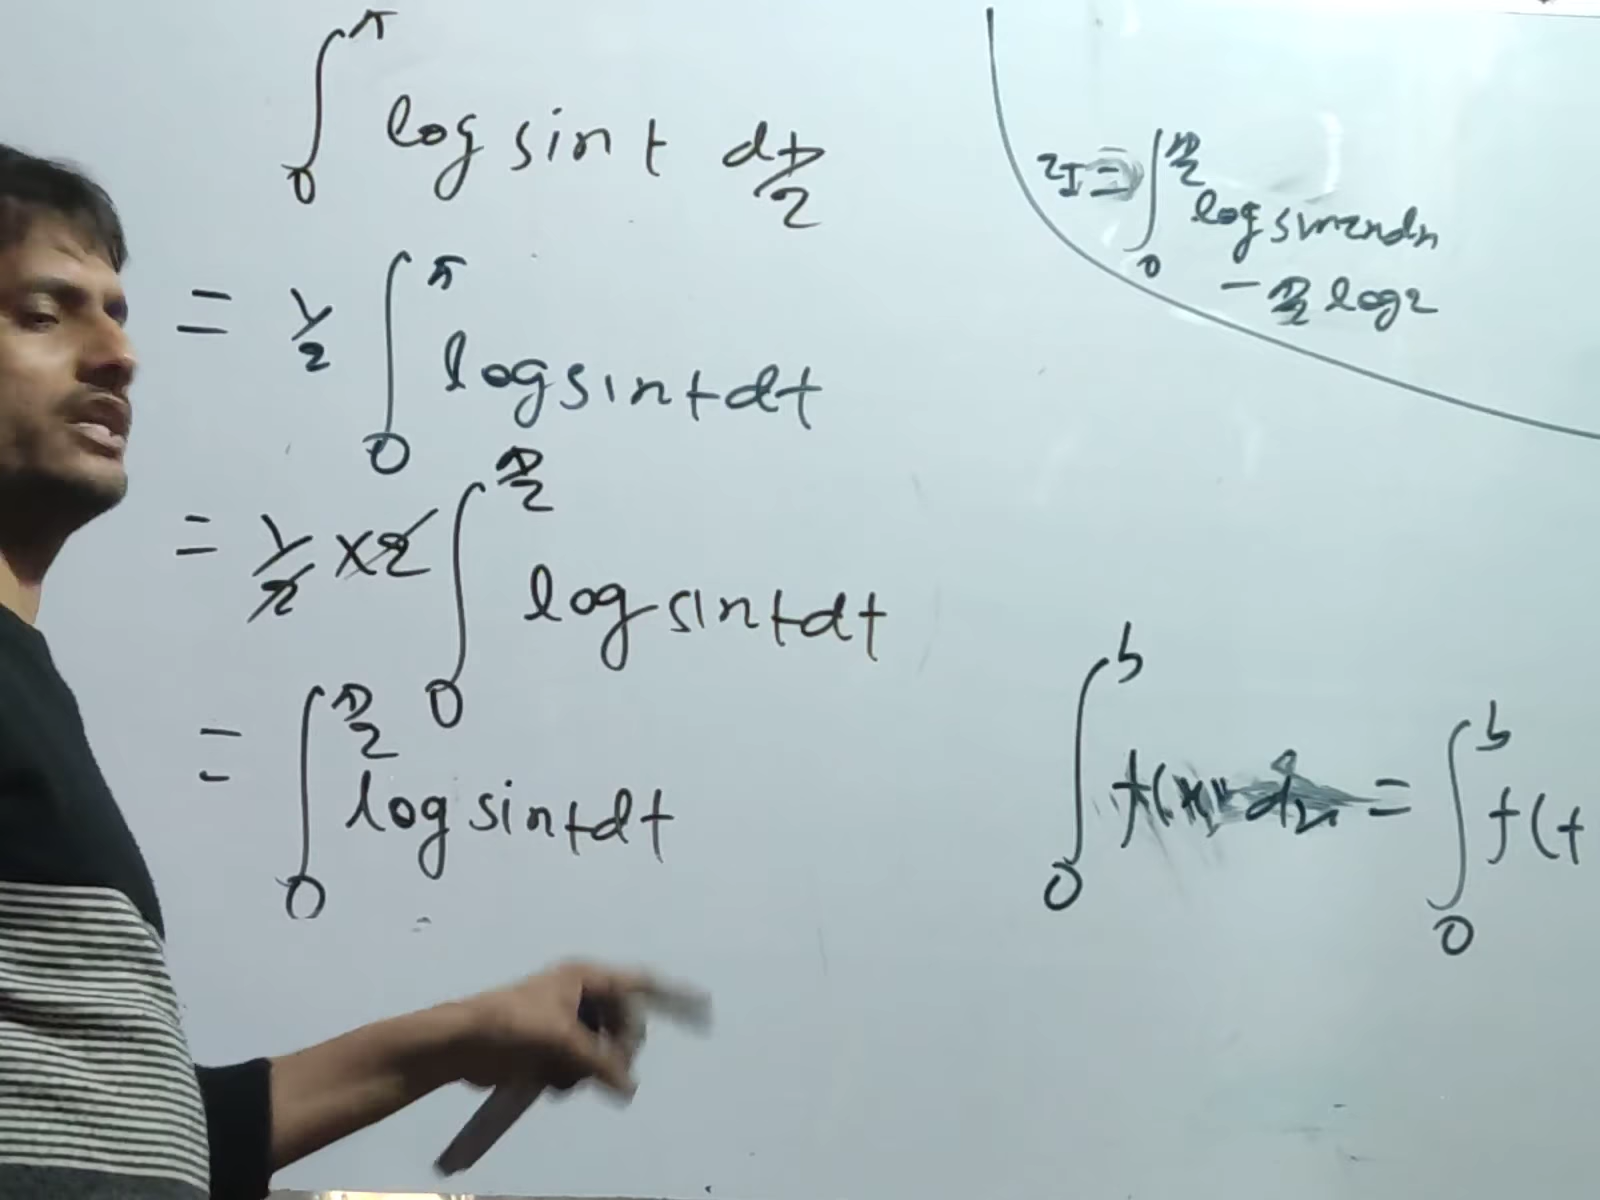 ∫₀^π log sin t dt/2
= 1/2 ∫₀^π log sin t dt
= 1/2 × 2 ∫₀^(π/2) log sin t dt
= ∫₀^(π/2) log sin t dt
2I = ∫₀^(π/2) log sin 2x dx
- π/2 log 2
∫₀^b f(x) dx = ∫₀^b f(t